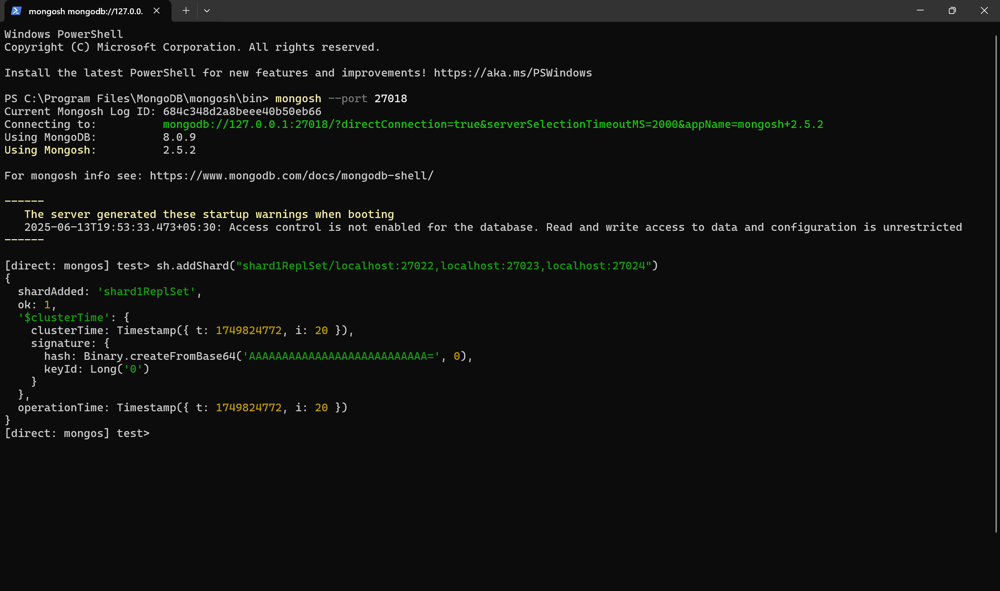 mongosh mongodb://127.0.0.
Windows PowerShell
Copyright (C) Microsoft Corporation. All rights reserved.
Install the latest PowerShell for new features and improvements! https://aka.ms/PSWindows
PS C:\Program Files\MongoDB\mongosh\bin> mongosh --port 27018
Current Mongosh Log ID: 684c348d2a8beee40b50eb66
Connecting to:          mongodb://127.0.0.1:27018/?directConnection=true&serverSelectionTimeoutMS=2000&appName=mongosh+2.5.2
Using MongoDB:          8.0.9
Using Mongosh:          2.5.2
For mongosh info see: https://www.mongodb.com/docs/mongodb-shell/
------
   The server generated these startup warnings when booting
   2025-06-13T19:53:33.473+05:30: Access control is not enabled for the database. Read and write access to data and configuration is unrestricted
------
[direct: mongos] test> sh.addShard("shard1ReplSet/localhost:27022,localhost:27023,localhost:27024")
{
  shardAdded: 'shard1ReplSet',
  ok: 1,
  '$clusterTime': {
    clusterTime: Timestamp({ t: 1749824772, i: 20 }),
    signature: {
      hash: Binary.createFromBase64('AAAAAAAAAAAAAAAAAAAAAAAAAAA=', 0),
      keyId: Long('0')
    }
  },
  operationTime: Timestamp({ t: 1749824772, i: 20 })
}
[direct: mongos] test>